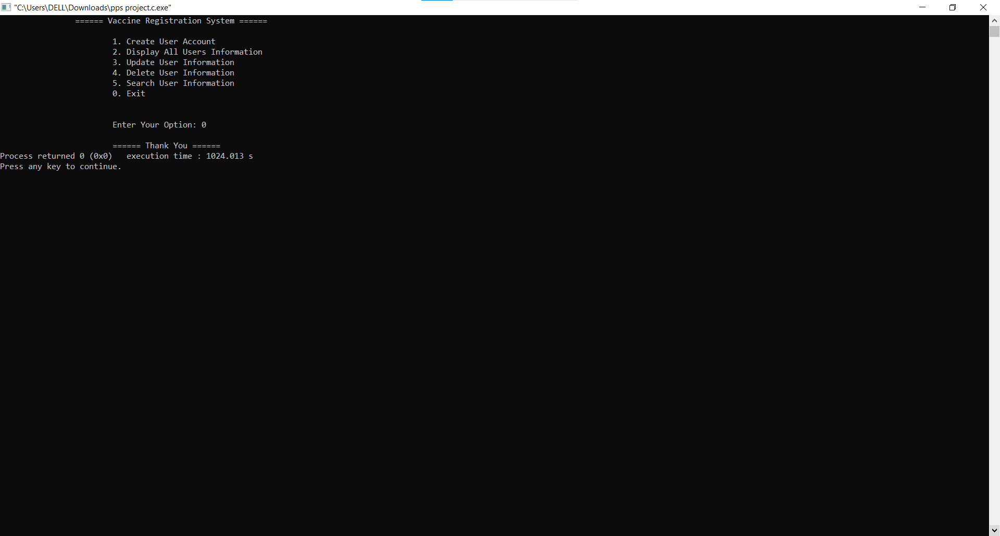 "C:\Users\DELL\Downloads\pps project.c.exe"
====== Vaccine Registration System ======
1. Create User Account
2. Display All Users Information
3. Update User Information
4. Delete User Information
5. Search User Information
0. Exit
Enter Your Option: 0
====== Thank You ======
Process returned 0 (0x0)   execution time : 1024.013 s
Press any key to continue.